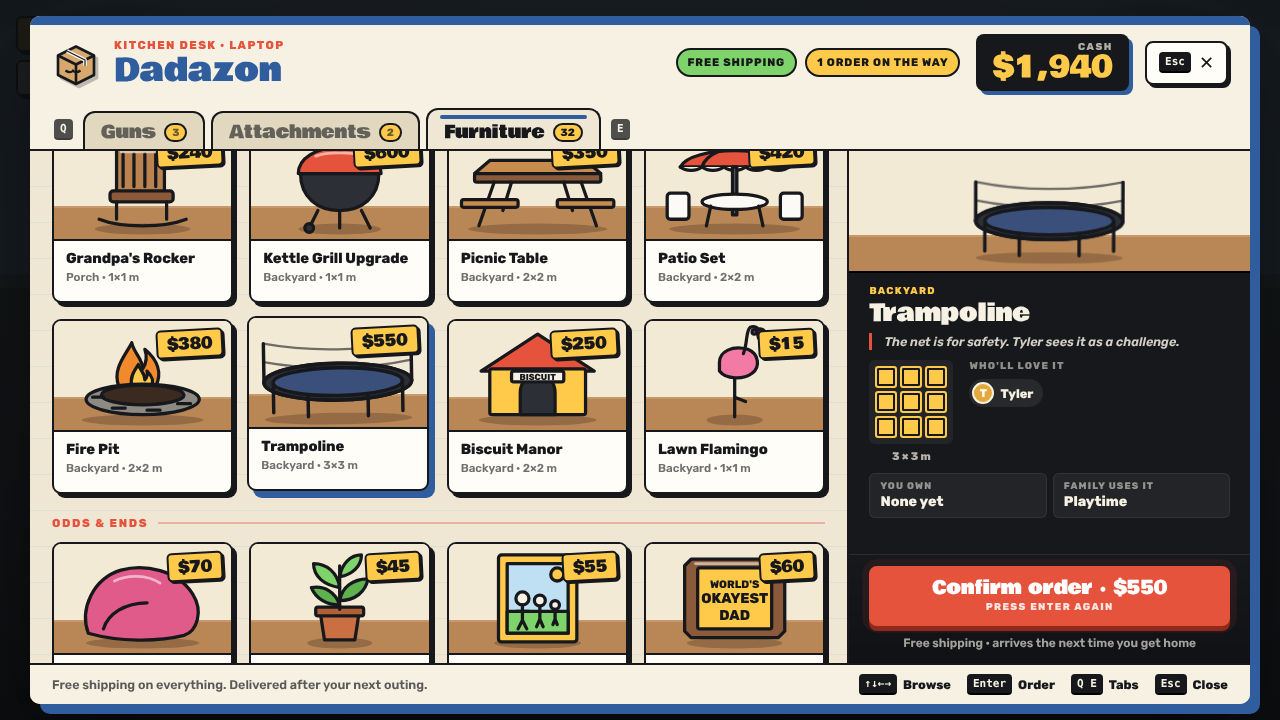 KITCHEN DESK • LAPTOP
Dadazon
FREE SHIPPING
1 ORDER ON THE WAY
CASH
$1,940
Esc ×
Q
Guns 3
Attachments 2
Furniture 32
E
$240
$600
$350
$420
Grandpa's Rocker
Porch • 1×1 m
Kettle Grill Upgrade
Backyard • 1×1 m
Picnic Table
Backyard • 2×2 m
Patio Set
Backyard • 2×2 m
$380
$550
$250
$15
BISCUIT
Fire Pit
Backyard • 2×2 m
Trampoline
Backyard • 3×3 m
Biscuit Manor
Backyard • 2×2 m
Lawn Flamingo
Backyard • 1×1 m
ODDS & ENDS
$70
$45
$55
$60
WORLD'S
OKAYEST
DAD
BACKYARD
Trampoline
The net is for safety. Tyler sees it as a challenge.
WHO'LL LOVE IT
T Tyler
3 × 3 m
YOU OWN
None yet
FAMILY USES IT
Playtime
Confirm order • $550
PRESS ENTER AGAIN
Free shipping • arrives the next time you get home
Free shipping on everything. Delivered after your next outing.
↑↓←→ Browse
Enter Order
Q E Tabs
Esc Close